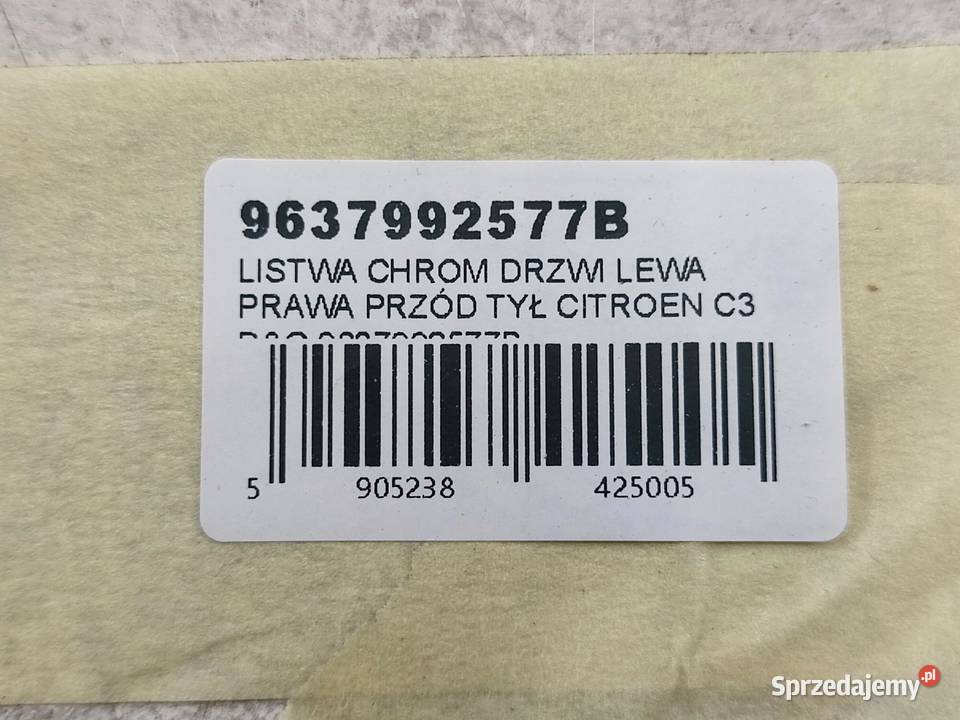 9637992577B
LISTWA CHROM DRZWI LEWA
PRAWA PRZÓD TYŁ CITROEN C3
5 905238 425005
Sprzedajemy.pl